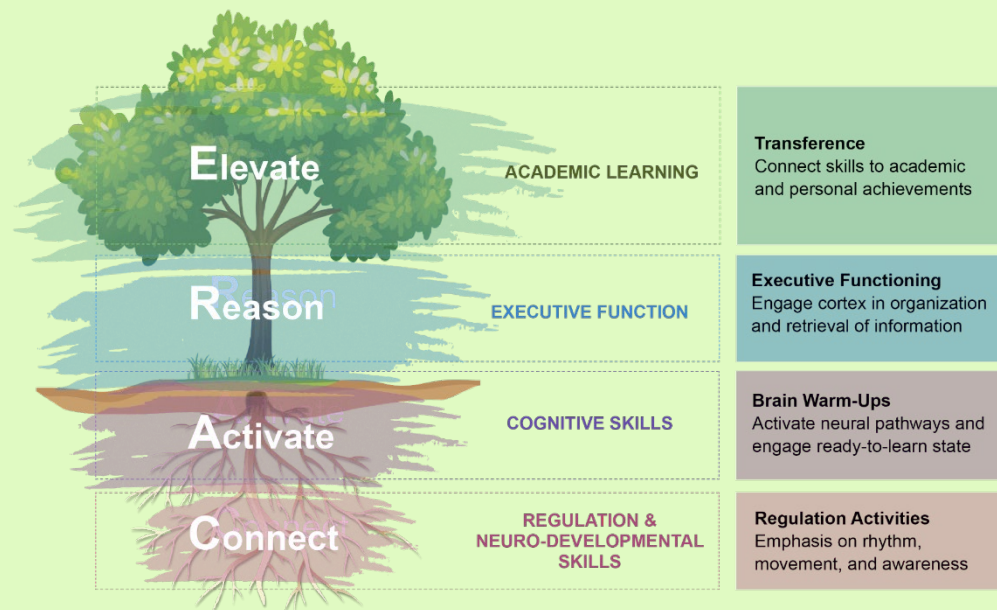 Elevate
ACADEMIC LEARNING
Transference
Connect skills to academic
and personal achievements
Reason
EXECUTIVE FUNCTION
Executive Functioning
Engage cortex in organization
and retrieval of information
Activate
COGNITIVE SKILLS
Brain Warm-Ups
Activate neural pathways and
engage ready-to-learn state
Connect
REGULATION &
NEURO-DEVELOPMENTAL
SKILLS
Regulation Activities
Emphasis on rhythm,
movement, and awareness